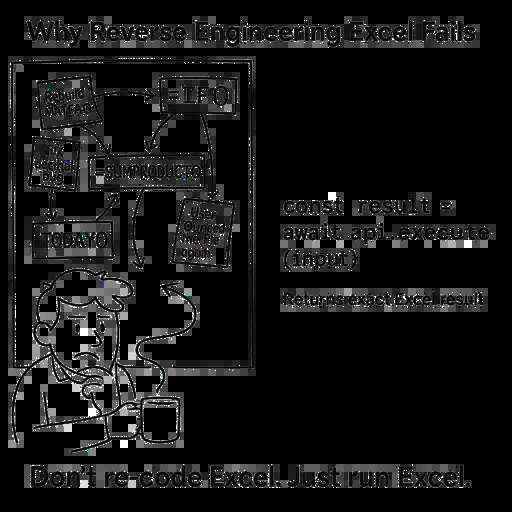 Why Reverse Engineering Excel Fails
=IF()
SUMPRODUCT()
TODAY()
const result =
await api.execute
(input)
Returns exact Excel result
Don't re-code Excel. Just run Excel.